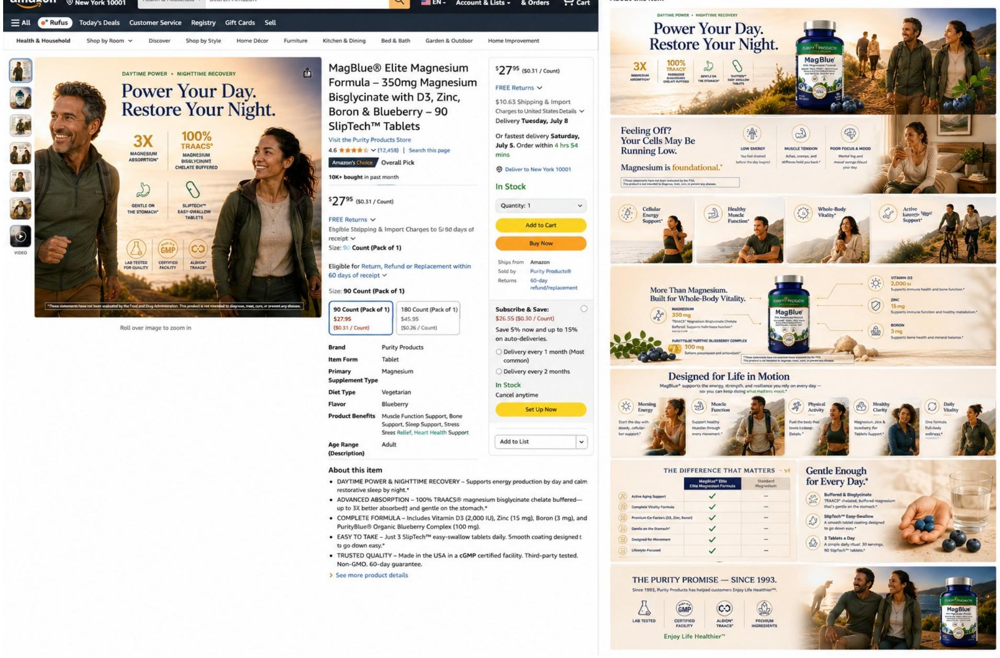 New York 10001
EN
Account & Lists
& Orders
Cart
All
Rufus
Today's Deals
Customer Service
Registry
Gift Cards
Sell
Health & Household
Shop by Room
Discover
Shop by Style
Home Décor
Furniture
Kitchen & Dining
Bed & Bath
Garden & Outdoor
Home Improvement
VIDEO
DAYTIME POWER • NIGHTTIME RECOVERY
Power Your Day.
Restore Your Night.
3X
MAGNESIUM
ABSORPTION*
100%
TRAACS®
MAGNESIUM
CHELATE BUFFERED
GENTLE ON
THE STOMACH*
SLIPTECH™
EASY-SWALLOW
TABLETS
LAB TESTED
FOR QUALITY
GMP
CERTIFIED
FACILITY
ALBION®
TRAACS®
*These statements have not been evaluated by the Food and Drug Administration. This product is not intended to diagnose, treat, cure, or prevent any disease.
Roll over image to zoom in
MagBlue® Elite Magnesium
Formula – 350mg Magnesium
Bisglycinate with D3, Zinc,
Boron & Blueberry – 90
SlipTech™ Tablets
Visit the Purity Products Store
4.6 (12,458) | Search this page
Amazon's Choice Overall Pick
10K+ bought in past month
$27⁹⁵ ($0.31 / Count)
FREE Returns
Shipping & Import Charges to days of
receipt
Size: 90 Count (Pack of 1)
Eligible for Return, Refund or Replacement within
60 days of receipt
Size: 90 Count (Pack of 1)
90 Count (Pack of 1)
$27.95
($0.31 / Count)
180 Count (Pack of 1)
$45.95
($0.26 / Count)
Brand Purity Products
Item Form Tablet
Primary Magnesium
Supplement Type
Diet Type Vegetarian
Flavor Blueberry
Product Benefits Muscle Function Support, Bone
Support, Sleep Support, Stress
Srees Relief, Heart Health Support
Age Range Adult
(Description)
About this item
• DAYTIME POWER & NIGHTTIME RECOVERY – Supports energy production by day and calm
restorative sleep by night.*
• ADVANCED ABSORPTION – 100% TRAACS® magnesium bisglycinate chelate buffered—
up to 3X better absorbed† and gentle on the stomach.*
• COMPLETE FORMULA – Includes Vitamin D3 (2,000 IU), Zinc (15 mg), Boron (3 mg), and
PurityBlue® Organic Blueberry Complex (100 mg).
• EASY TO TAKE – Just 3 SlipTech™ easy-swallow tablets daily. Smooth coating designed t
to go down easy.*
• TRUSTED QUALITY – Made in the USA in a cGMP certified facility. Third-party tested.
Non-GMO. 60-day guarantee.
See more product details
$27⁹⁵ ($0.31 / Count)
FREE Returns
$10.63 Shipping & Import
Charges to United States Details
Delivery Tuesday, July 8
Or fastest delivery Saturday,
July 5. Order within 4 hrs 54
mins
Deliver to New York 10001
In Stock
Quantity: 1
Add to Cart
Buy Now
Ships from Amazon
Sold by Purity Products®
Returns 60-day
refund/replacement
Subscribe & Save:
$26.55 ($0.30 / Count)
Save 5% now and up to 15%
on auto-deliveries.
Delivery every 1 month (Most
common)
Delivery every 2 months
In Stock
Cancel anytime
Set Up Now
Add to List
DAYTIME POWER • NIGHTTIME RECOVERY
Power Your Day.
Restore Your Night.
3X
MAGNESIUM
ABSORPTION*
100%
TRAACS®
GENTLE ON
THE STOMACH*
EASY SWALLOW
TABLETS
MagBlue®
Feeling Off?
Your Cells May Be
Running Low.
Magnesium is foundational.*
LOW ENERGY
You feel drained
before the day begins!
MUSCLE TENSION
Aches, cramps, and
stiffness hold you back.*
POOR FOCUS & MOOD
Mental fog and
your day.
Cellular
Energy
Support*
Healthy
Muscle
Function*
Whole-Body
Vitality*
Active
Support*
More Than Magnesium.
Built for Whole-Body Vitality.
MAGNESIUM
350 mg
TRAACS® Magnesium Bisglycinate Chelate
BLUEBERRY COMPLEX
100 mg
MagBlue®
VITAMIN D3
2,000 IU
Supports immune health and bone function.*
ZINC
15 mg
Supports immune function and healthy metabolism.*
BORON
3 mg
Supports bone health and mineral balance.*
Designed for Life in Motion
MagBlue® supports the energy, strength, and resilience you rely on every day —
you can keep doing what matters most.*
Morning
Energy
Start the day with
steady, cellular-
support.*
Muscle
Function
Support healthy
muscles through
every movement.*
Physical
Activity
Fuel the body that
Healthy
Clarity
Magnesium, zinc &
Tablets Support.*
Daily
Vitality
One formula
Full-body
wellness.*
THE DIFFERENCE THAT MATTERS
MagBlue® Elite
Elite Magnesium Formula
Standard
Magnesium
Active Aging Support
Complete Vitality Formula
Premium Co-Factors (D3, Zinc, Boron)
Gentle on the Stomach*
Designed for Movement
Lifestyle-Focused
Gentle Enough
for Every Day.*
Buffered & Bisglycinate
TRAACS® chelated, buffered magnesium
that's gentle on the stomach.*
SlipTech™ Easy-Swallow
A smooth tablet coating designed
to go down easy.*
3 Tablets a Day
A simple daily ritual: 30 servings,
90 SlipTech™ tablets.*
THE PURITY PROMISE — SINCE 1993.
Since 1995, Purity Products has helped customers Enjoy Life Healthier™.
LAB TESTED
GMP
CERTIFIED
FACILITY
ALBION®
TRAACS®
PREMIUM
INGREDIENTS
Enjoy Life Healthier™
MagBlue®